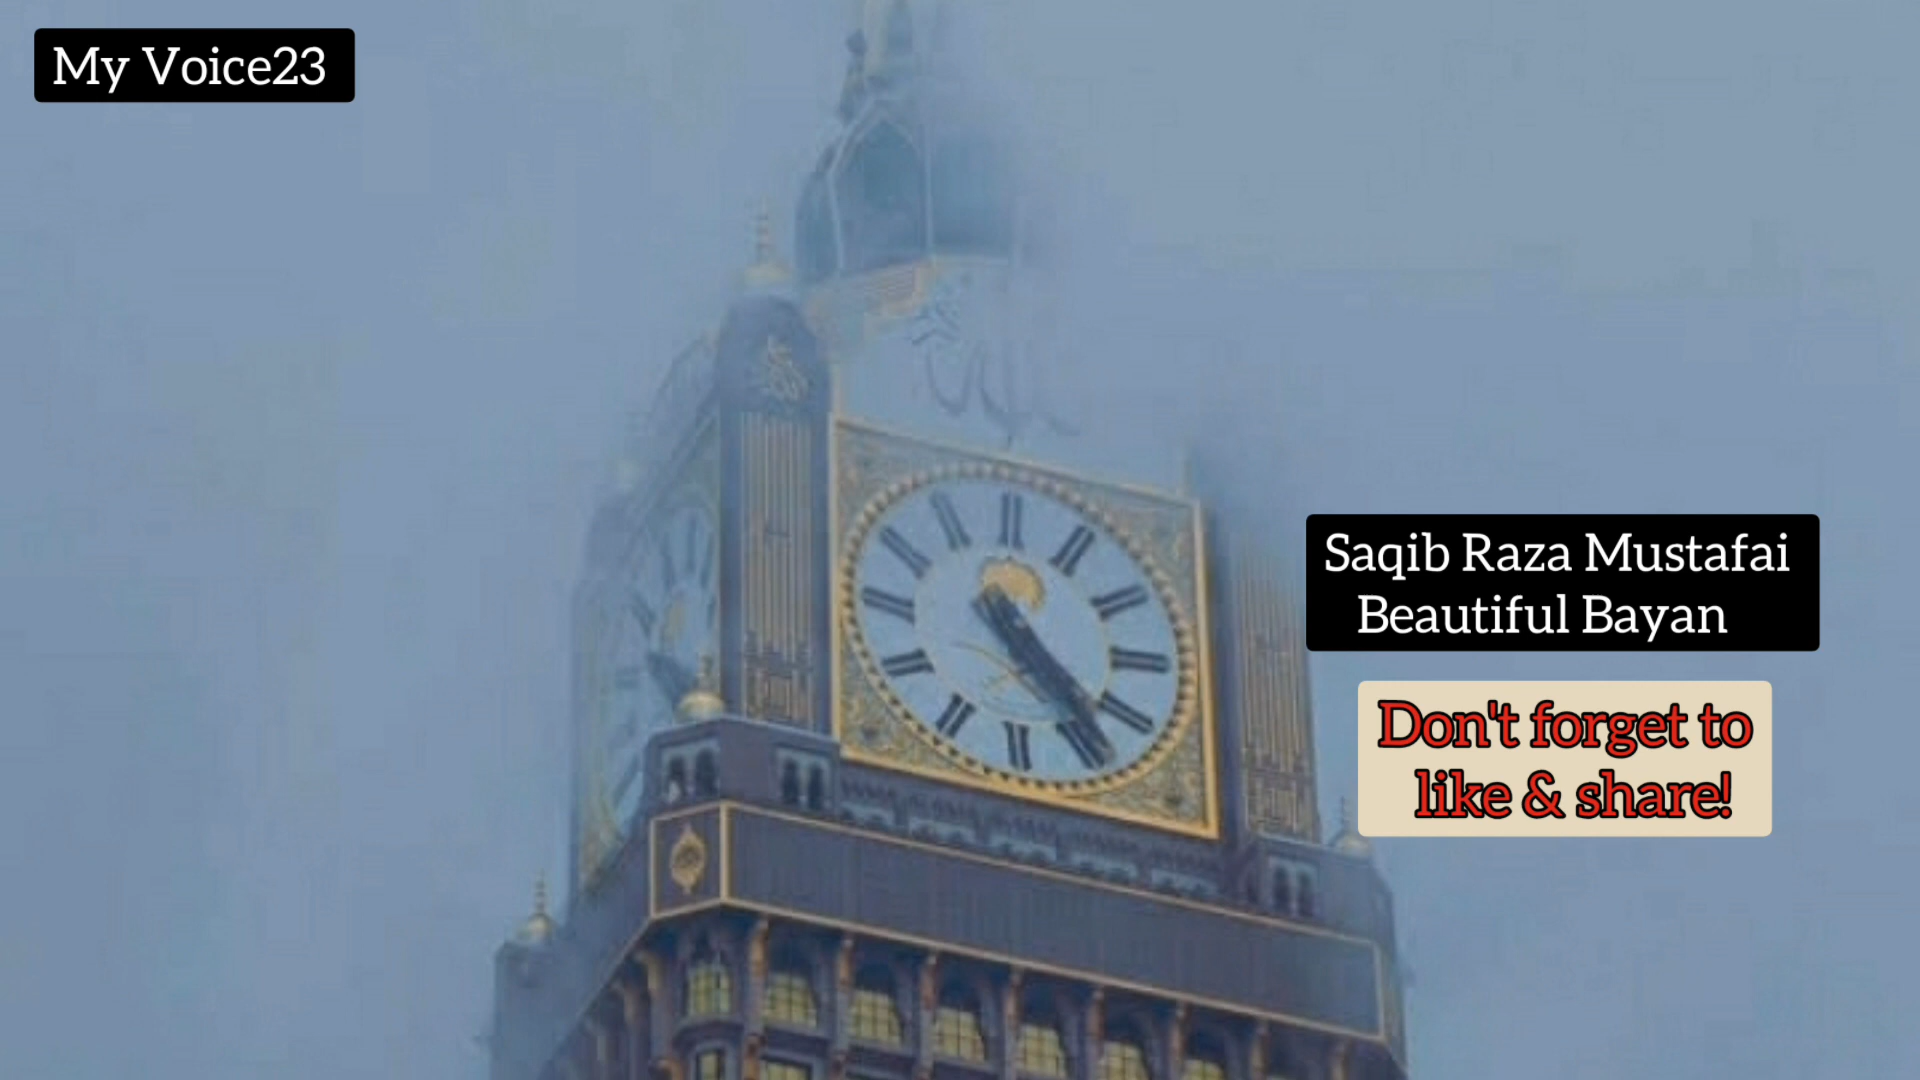 My Voice23
Saqib Raza Mustafai
Beautiful Bayan
Don't forget to
like & share!